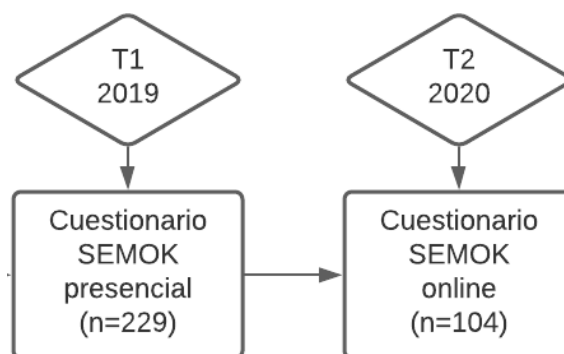 T1
2019
T2
2020
Cuestionario
SEMOK
presencial
(n=229)
Cuestionario
SEMOK
online
(n=104)